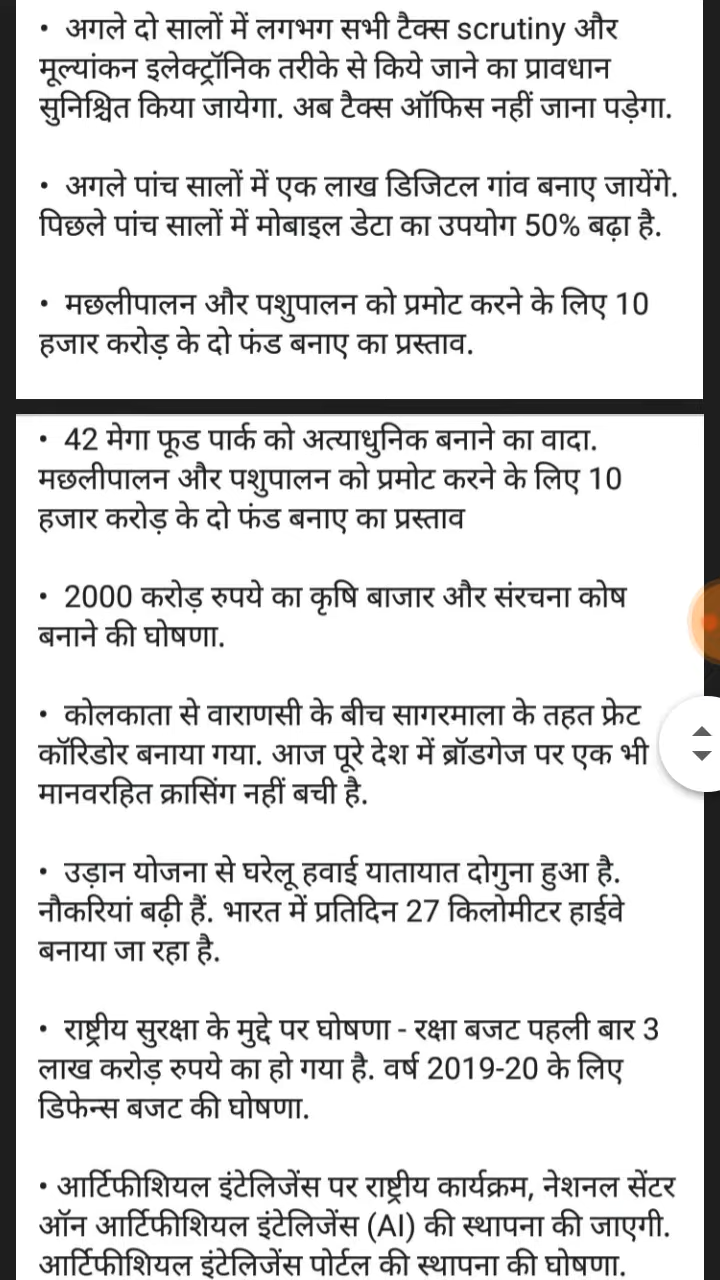 • अगले दो सालों में लगभग सभी टैक्स scrutiny और
मूल्यांकन इलेक्ट्रॉनिक तरीके से किये जाने का प्रावधान
सुनिश्चित किया जायेगा. अब टैक्स ऑफिस नहीं जाना पड़ेगा.
• अगले पांच सालों में एक लाख डिजिटल गांव बनाए जायेंगे.
पिछले पांच सालों में मोबाइल डेटा का उपयोग 50% बढ़ा है.
• मछलीपालन और पशुपालन को प्रमोट करने के लिए 10
हजार करोड़ के दो फंड बनाए का प्रस्ताव.
• 42 मेगा फूड पार्क को अत्याधुनिक बनाने का वादा.
मछलीपालन और पशुपालन को प्रमोट करने के लिए 10
हजार करोड़ के दो फंड बनाए का प्रस्ताव
• 2000 करोड़ रुपये का कृषि बाजार और संरचना कोष
बनाने की घोषणा.
• कोलकाता से वाराणसी के बीच सागरमाला के तहत फ्रेट
कॉरिडोर बनाया गया. आज पूरे देश में ब्रॉडगेज पर एक भी
मानवरहित क्रासिंग नहीं बची है.
• उड़ान योजना से घरेलू हवाई यातायात दोगुना हुआ है.
नौकरियां बढ़ी हैं. भारत में प्रतिदिन 27 किलोमीटर हाईवे
बनाया जा रहा है.
• राष्ट्रीय सुरक्षा के मुद्दे पर घोषणा - रक्षा बजट पहली बार 3
लाख करोड़ रुपये का हो गया है. वर्ष 2019-20 के लिए
डिफेन्स बजट की घोषणा.
• आर्टिफीशियल इंटेलिजेंस पर राष्ट्रीय कार्यक्रम, नेशनल सेंटर
ऑन आर्टिफीशियल इंटेलिजेंस (AI) की स्थापना की जाएगी.
आर्टिफीशियल इंटेलिजेंस पोर्टल की स्थापना की घोषणा.